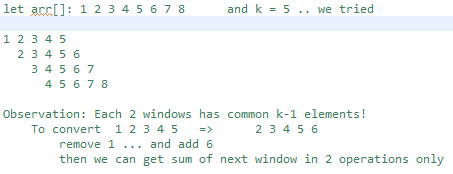 let arr[]: 1 2 3 4 5 6 7 8      and k = 5 .. we tried
1 2 3 4 5
  2 3 4 5 6
    3 4 5 6 7
      4 5 6 7 8
Observation: Each 2 windows has common k-1 elements!
    To convert  1 2 3 4 5   =>      2 3 4 5 6
        remove 1 ... and add 6
        then we can get sum of next window in 2 operations only